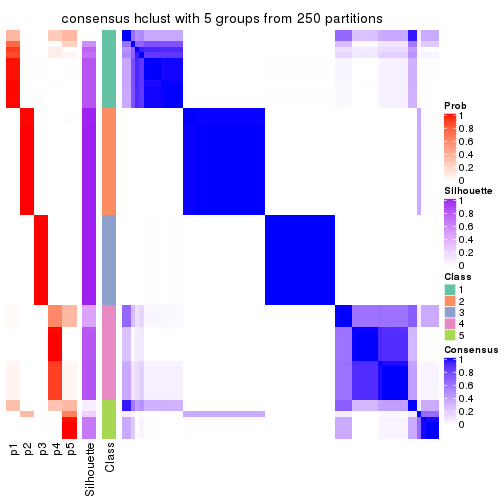 consensus hclust with 5 groups from 250 partitions
Prob
1
0.8
0.6
0.4
0.2
0
Silhouette
1
0.8
0.6
0.4
0.2
0
Class
1
2
3
4
5
Consensus
1
0.8
0.6
0.4
0.2
0
p1
p2
p3
p4
p5
Silhouette
Class